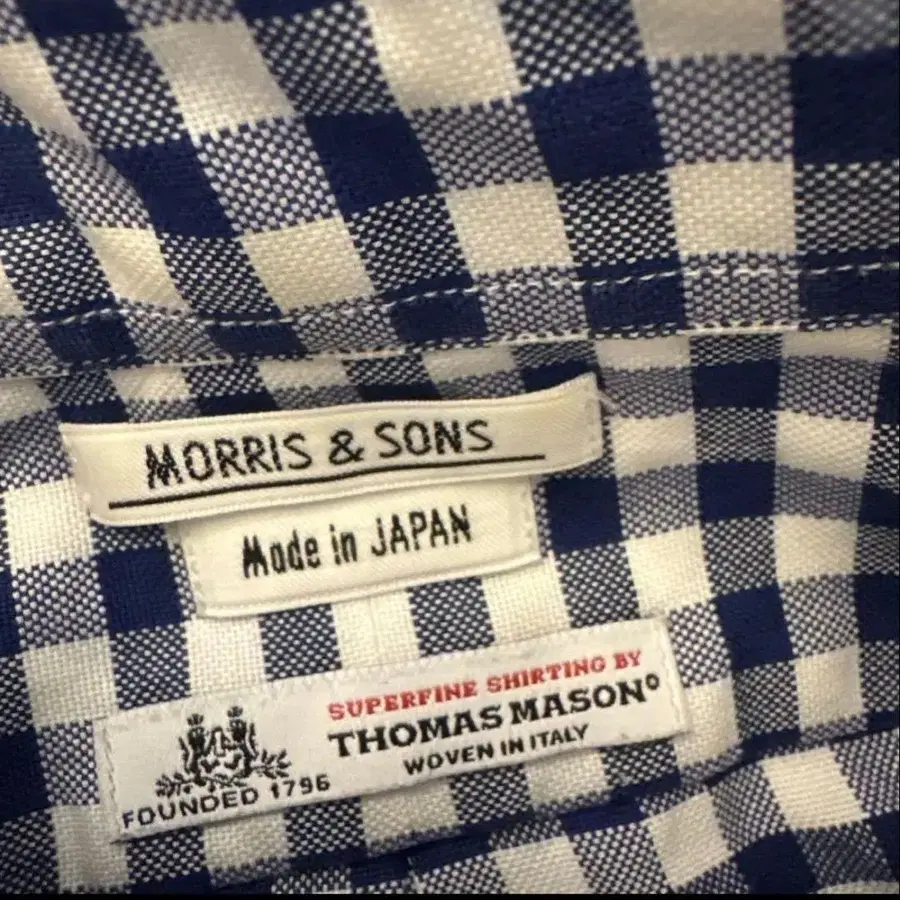 MORRIS & SONS
Made in JAPAN
SUPERFINE SHIRTING BY
THOMAS MASON®
WOVEN IN ITALY
FOUNDED 1796